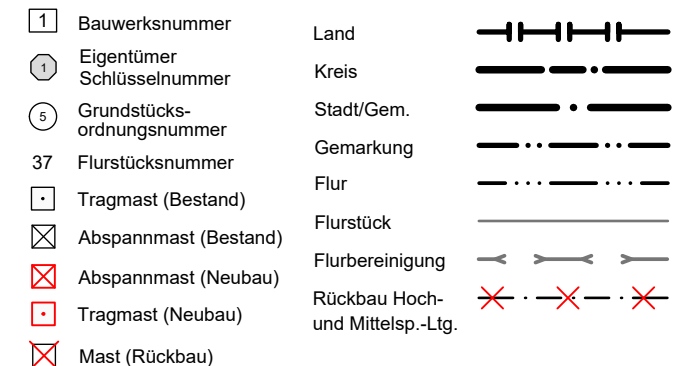 1 Bauwerksnummer
1 Eigentümer
Schlüsselnummer
5 Grundstücks-
ordnungsnummer
37 Flurstücksnummer
Tragmast (Bestand)
Abspannmast (Bestand)
Abspannmast (Neubau)
Tragmast (Neubau)
Mast (Rückbau)
Land
Kreis
Stadt/Gem.
Gemarkung
Flur
Flurstück
Flurbereinigung
Rückbau Hoch-
und Mittelsp.-Ltg.